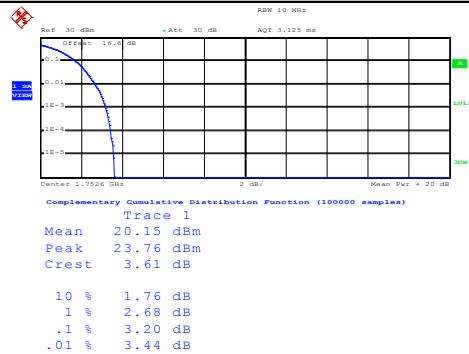 RBW 10 MHz
Ref 30 dBm Att 30 dB AQT 3.125 ms
Offset 16.6 dB
0.1
A
0.01
1 SA
VIEW
1E-3
LVL
1E-4
1E-5
3DB
Center 1.7526 GHz 2 dB/ Mean Pwr + 20 dB
Complementary Cumulative Distribution Function (100000 samples)
Trace 1
Mean 20.15 dBm
Peak 23.76 dBm
Crest 3.61 dB
10 % 1.76 dB
1 % 2.68 dB
.1 % 3.20 dB
.01 % 3.44 dB